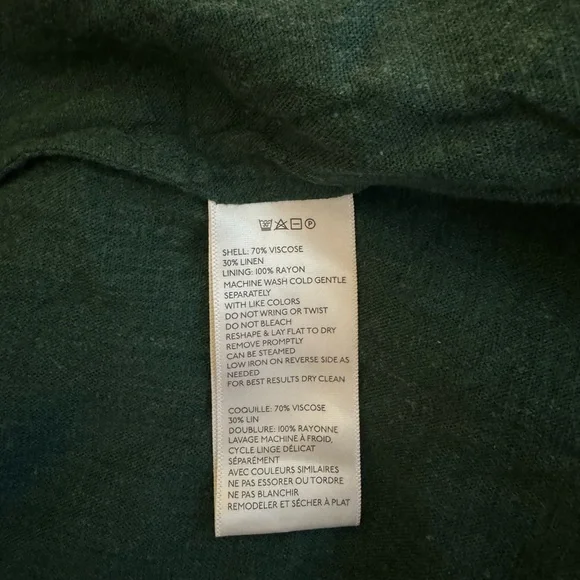 SHELL: 70% VISCOSE
30% LINEN
LINING: 100% RAYON
MACHINE WASH COLD GENTLE
SEPARATELY
WITH LIKE COLORS
DO NOT WRING OR TWIST
DO NOT BLEACH
RESHAPE & LAY FLAT TO DRY
REMOVE PROMPTLY
CAN BE STEAMED
LOW IRON ON REVERSE SIDE AS
NEEDED
FOR BEST RESULTS DRY CLEAN
COQUILLE: 70% VISCOSE
30% LIN
DOUBLURE: 100% RAYONNE
LAVAGE MACHINE À FROID,
CYCLE LINGE DÉLICAT
SÉPARÉMENT
AVEC COULEURS SIMILAIRES
NE PAS ESSORER OU TORDRE
NE PAS BLANCHIR
REMODELER ET SÉCHER À PLAT